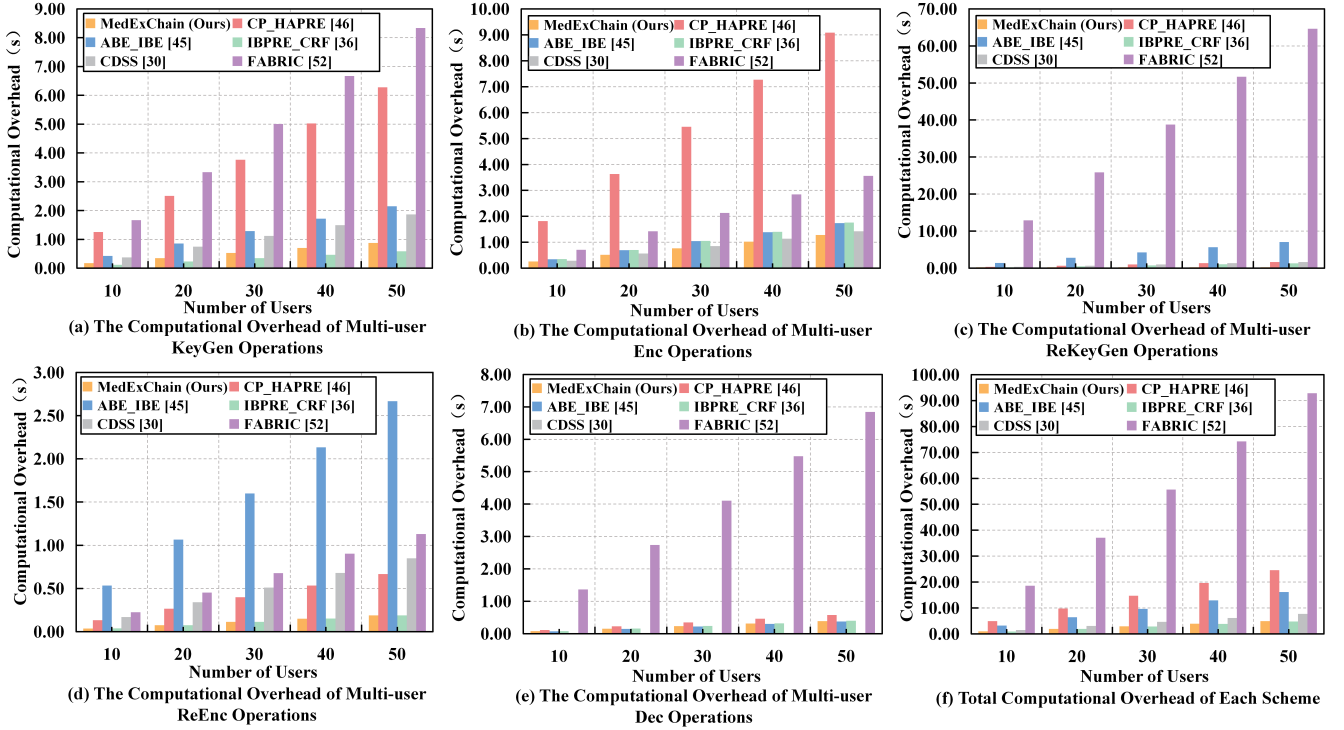 Computational Overhead（s）
9.00
8.00
7.00
6.00
5.00
4.00
3.00
2.00
1.00
0.00
MedExChain (Ours)
CP_HAPRE [46]
ABE_IBE [45]
IBPRE_CRF [36]
CDSS [30]
FABRIC [52]
10 20 30 40 50
Number of Users
(a) The Computational Overhead of Multi-user
KeyGen Operations
Computational Overhead（s）
10.00
9.00
8.00
7.00
6.00
5.00
4.00
3.00
2.00
1.00
0.00
MedExChain (Ours)
CP_HAPRE [46]
ABE_IBE [45]
IBPRE_CRF [36]
CDSS [30]
FABRIC [52]
10 20 30 40 50
Number of Users
(b) The Computational Overhead of Multi-user
Enc Operations
Computational Overhead（s）
70.00
60.00
50.00
40.00
30.00
20.00
10.00
0.00
MedExChain (Ours)
CP_HAPRE [46]
ABE_IBE [45]
IBPRE_CRF [36]
CDSS [30]
FABRIC [52]
10 20 30 40 50
Number of Users
(c) The Computational Overhead of Multi-user
ReKeyGen Operations
Computational Overhead（s）
3.00
2.50
2.00
1.50
1.00
0.50
0.00
MedExChain (Ours)
CP_HAPRE [46]
ABE_IBE [45]
IBPRE_CRF [36]
CDSS [30]
FABRIC [52]
10 20 30 40 50
Number of Users
(d) The Computational Overhead of Multi-user
ReEnc Operations
Computational Overhead（s）
8.00
7.00
6.00
5.00
4.00
3.00
2.00
1.00
0.00
MedExChain (Ours)
CP_HAPRE [46]
ABE_IBE [45]
IBPRE_CRF [36]
CDSS [30]
FABRIC [52]
10 20 30 40 50
Number of Users
(e) The Computational Overhead of Multi-user
Dec Operations
Computational Overhead（s）
100.00
90.00
80.00
70.00
60.00
50.00
40.00
30.00
20.00
10.00
0.00
MedExChain (Ours)
CP_HAPRE [46]
ABE_IBE [45]
IBPRE_CRF [36]
CDSS [30]
FABRIC [52]
10 20 30 40 50
Number of Users
(f) Total Computational Overhead of Each Scheme